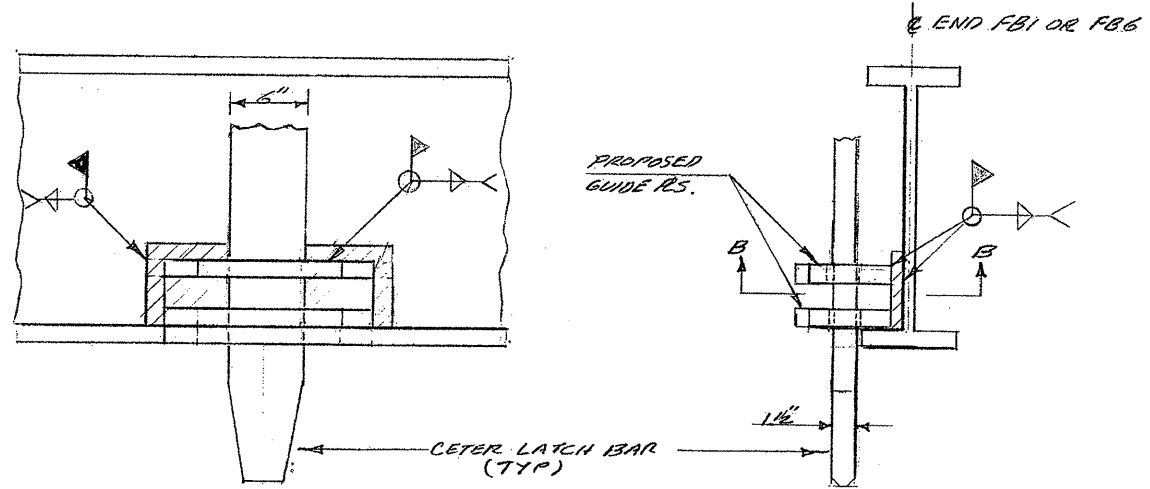 ℄ END FB1 OR FB6
6"
PROPOSED
GUIDE PLS.
B
B
1½"
CETER LATCH BAR
(TYP)